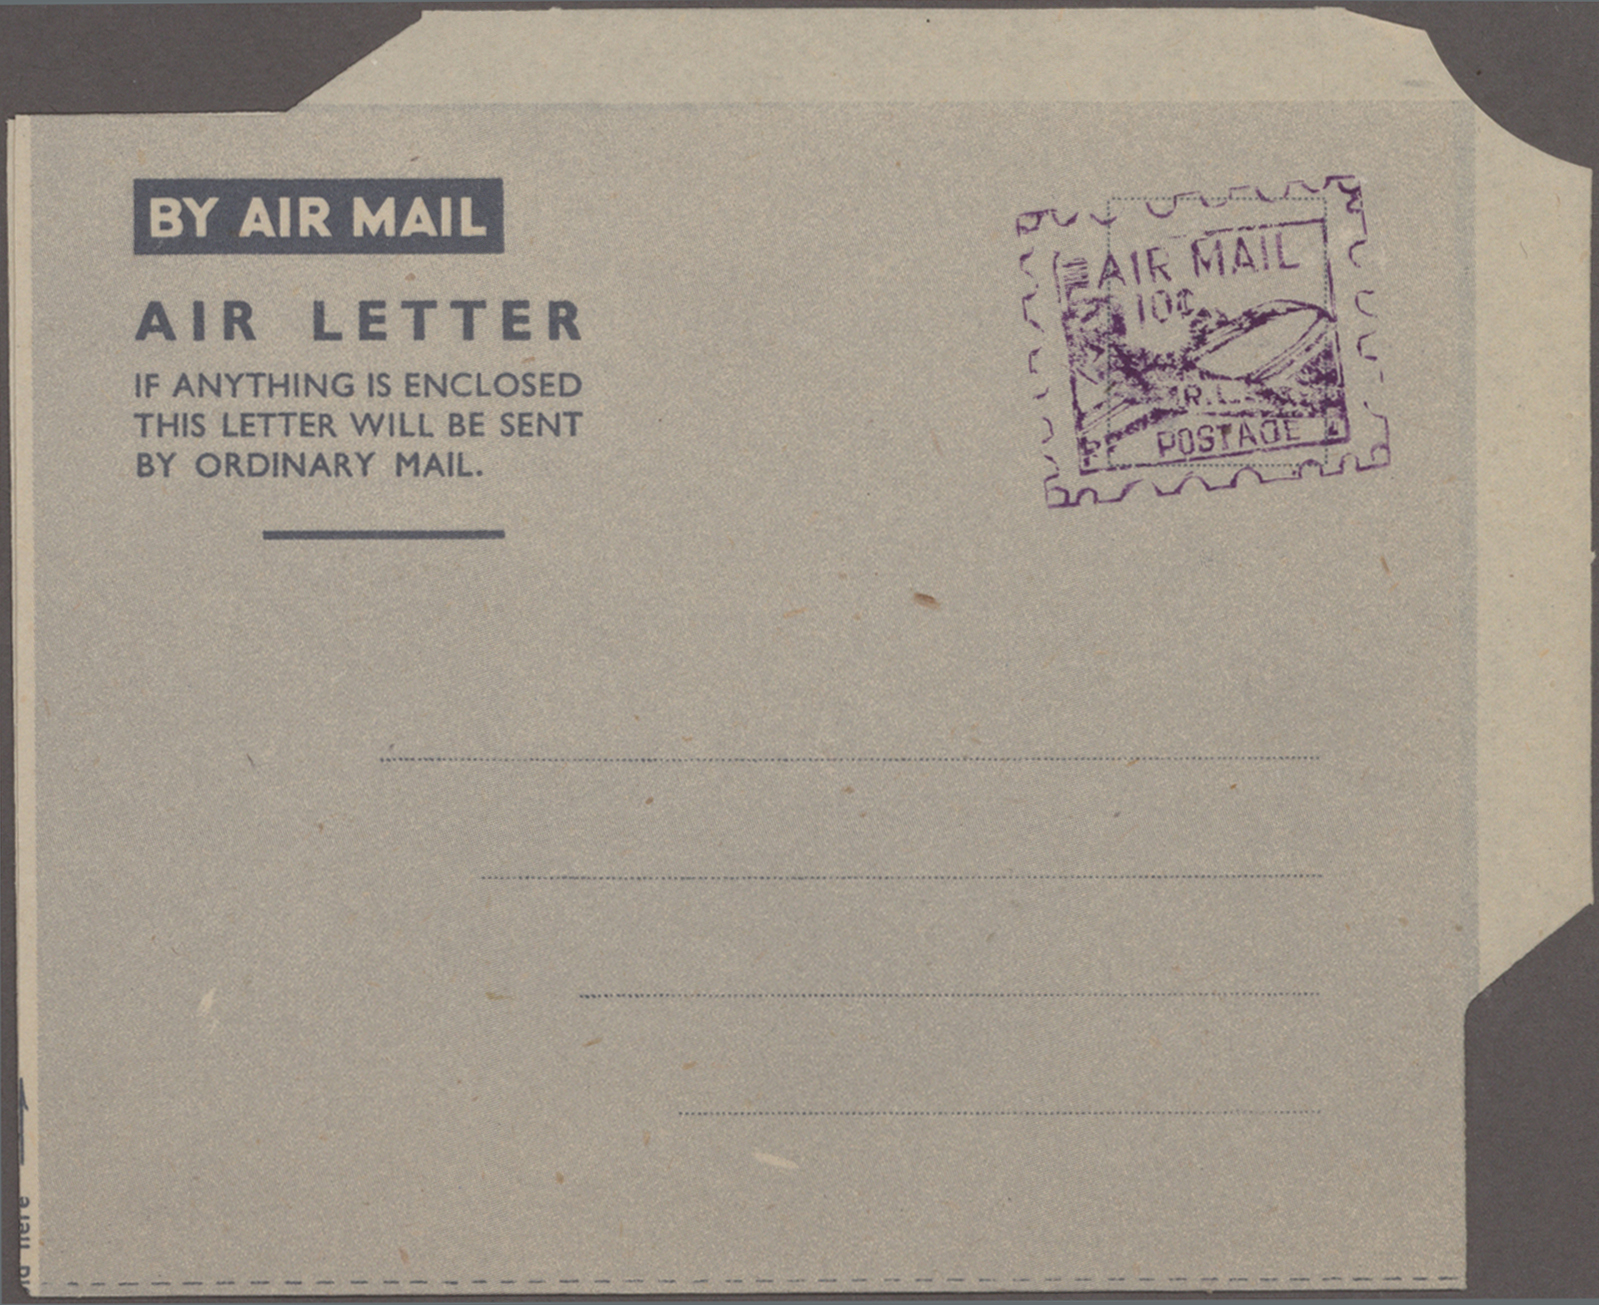 BY AIR MAIL
AIR LETTER
IF ANYTHING IS ENCLOSED
THIS LETTER WILL BE SENT
BY ORDINARY MAIL.
AIR MAIL
10¢
R.I.
POSTAGE
here